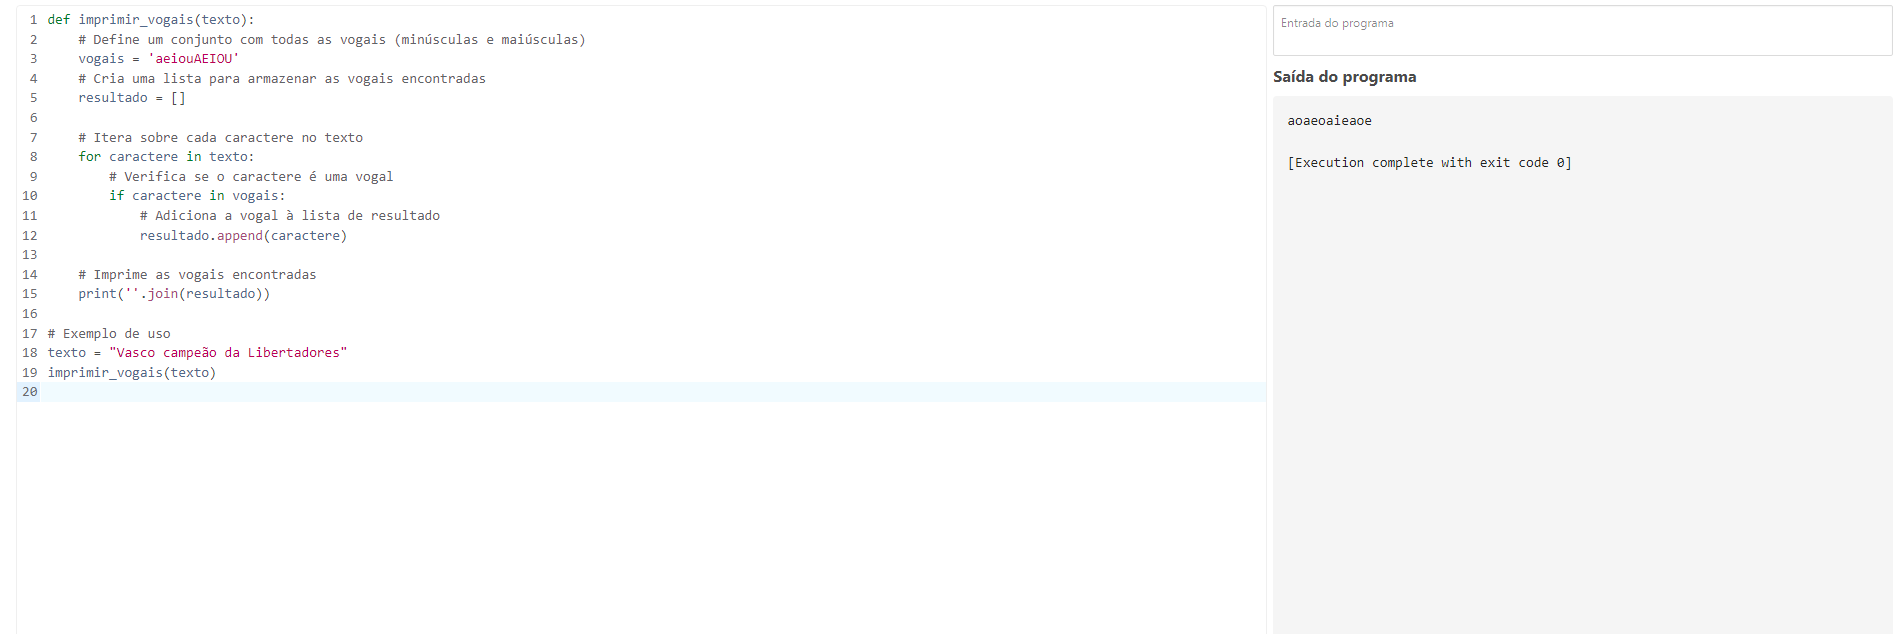 1 def imprimir_vogais(texto):
2     # Define um conjunto com todas as vogais (minúsculas e maiúsculas)
3     vogais = 'aeiouAEIOU'
4     # Cria uma lista para armazenar as vogais encontradas
5     resultado = []
6
7     # Itera sobre cada caractere no texto
8     for caractere in texto:
9         # Verifica se o caractere é uma vogal
10         if caractere in vogais:
11             # Adiciona a vogal à lista de resultado
12             resultado.append(caractere)
13
14     # Imprime as vogais encontradas
15     print(''.join(resultado))
16
17 # Exemplo de uso
18 texto = "Vasco campeão da Libertadores"
19 imprimir_vogais(texto)
20
Entrada do programa
Saída do programa
aoaeoaieaoe
[Execution complete with exit code 0]